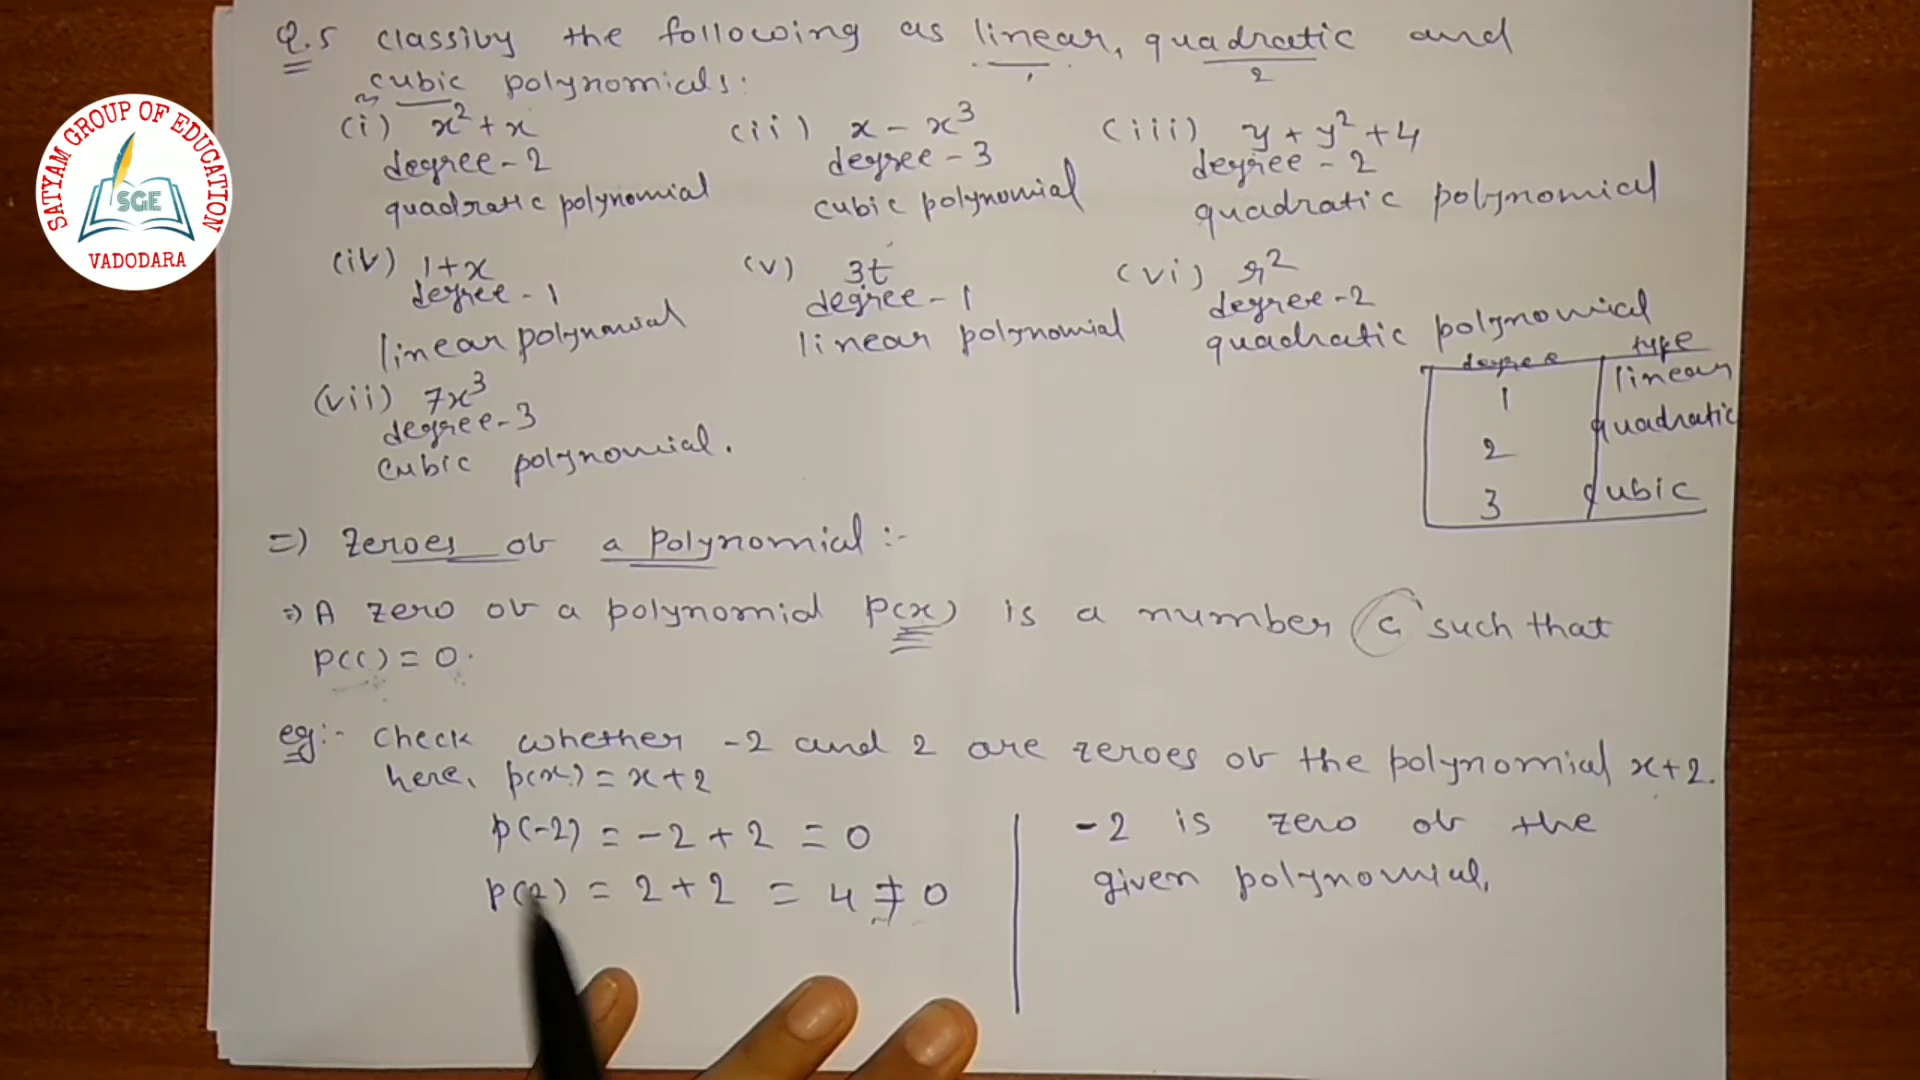 Q.5 classify the following as linear, quadratic and
1 2
cubic polynomials:
3
(i) x²+x (ii) x - x³ (iii) y + y² + 4
degree - 2 degree - 3 degree - 2
quadratic polynomial cubic polynomial quadratic polynomial
(iv) 1+x (v) 3t (vi) r²
degree - 1 degree - 1 degree - 2
linear polynomial linear polynomial quadratic polynomial
(vii) 7x³
degree - 3
cubic polynomial.
degree type
1 linear
2 quadratic
3 cubic
=) Zeroes of a polynomial :-
=) A zero of a polynomial p(x) is a number c such that
p(c) = 0.
eg:- Check whether -2 and 2 are zeroes of the polynomial x+2.
here, p(x) = x+2
p(-2) = -2 + 2 = 0
p(2) = 2 + 2 = 4 ≠ 0
-2 is zero of the
given polynomial.
SATYAM GROUP OF EDUCATION
SGE
VADODARA